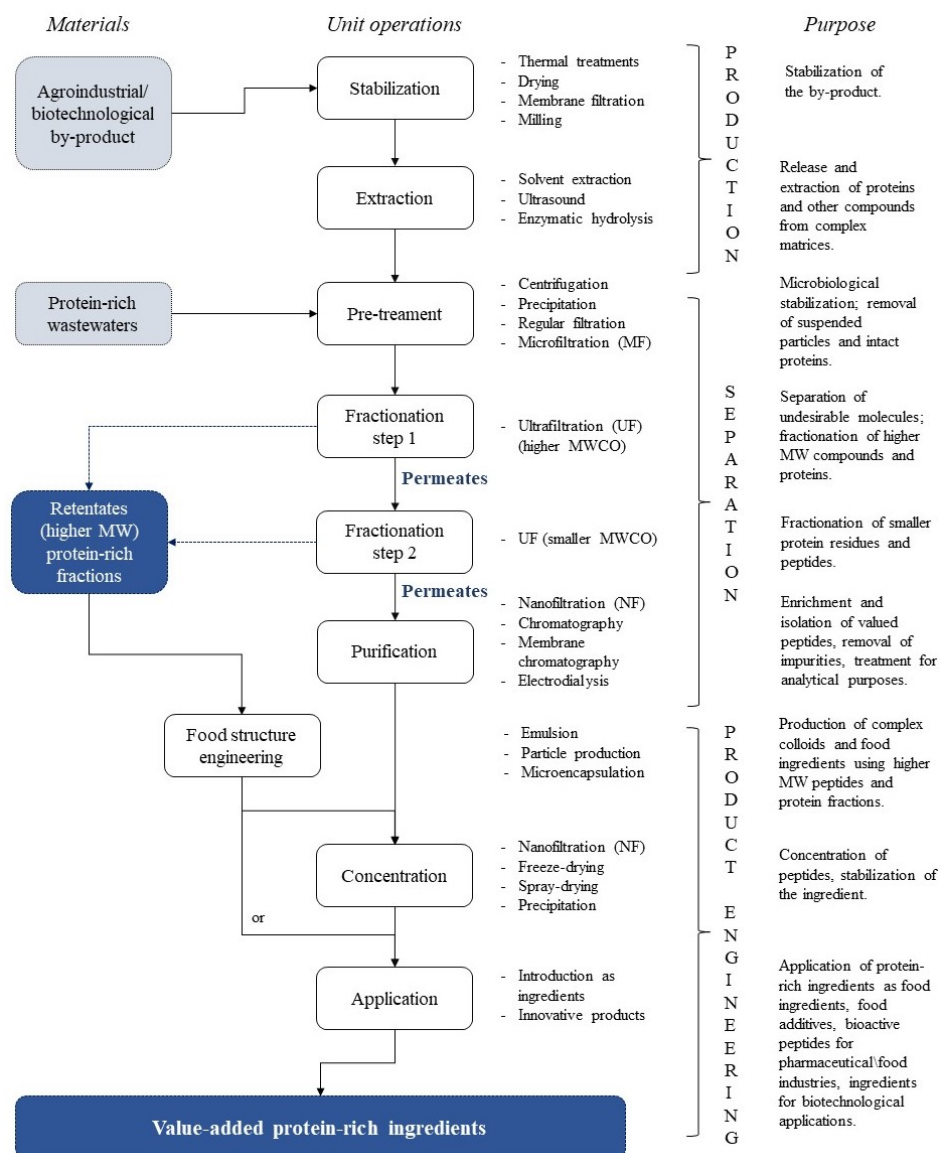 Materials
Unit operations
Purpose
Agroindustrial/
biotechnological
by-product
Stabilization
- Thermal treatments
- Drying
- Membrane filtration
- Milling
PRODUCTION
Stabilization of
the by-product.
Extraction
- Solvent extraction
- Ultrasound
- Enzymatic hydrolysis
Release and
extraction of proteins
and other compounds
from complex
matrices.
Protein-rich
wastewaters
Pre-treament
- Centrifugation
- Precipitation
- Regular filtration
- Microfiltration (MF)
SEPARATION
Microbiological
stabilization; removal
of suspended
particles and intact
proteins.
Fractionation
step 1
- Ultrafiltration (UF)
(higher MWCO)
Separation of
undesirable molecules;
fractionation of higher
MW compounds and
proteins.
Permeates
Retentates
(higher MW)
protein-rich
fractions
Fractionation
step 2
- UF (smaller MWCO)
Fractionation of smaller
protein residues and
peptides.
Permeates
Purification
- Nanofiltration (NF)
- Chromatography
- Membrane
chromatography
- Electrodialysis
Enrichment and
isolation of valued
peptides, removal of
impurities, treatment for
analytical purposes.
Food structure
engineering
- Emulsion
- Particle production
- Microencapsulation
PRODUCT ENGINEERING
Production of complex
colloids and food
ingredients using higher
MW peptides and
protein fractions.
Concentration
- Nanofiltration (NF)
- Freeze-drying
- Spray-drying
- Precipitation
Concentration of
peptides, stabilization of
the ingredient.
or
Application
- Introduction as
ingredients
- Innovative products
Application of protein-
rich ingredients as food
ingredients, food
additives, bioactive
peptides for
pharmaceutical\food
industries, ingredients
for biotechnological
applications.
Value-added protein-rich ingredients